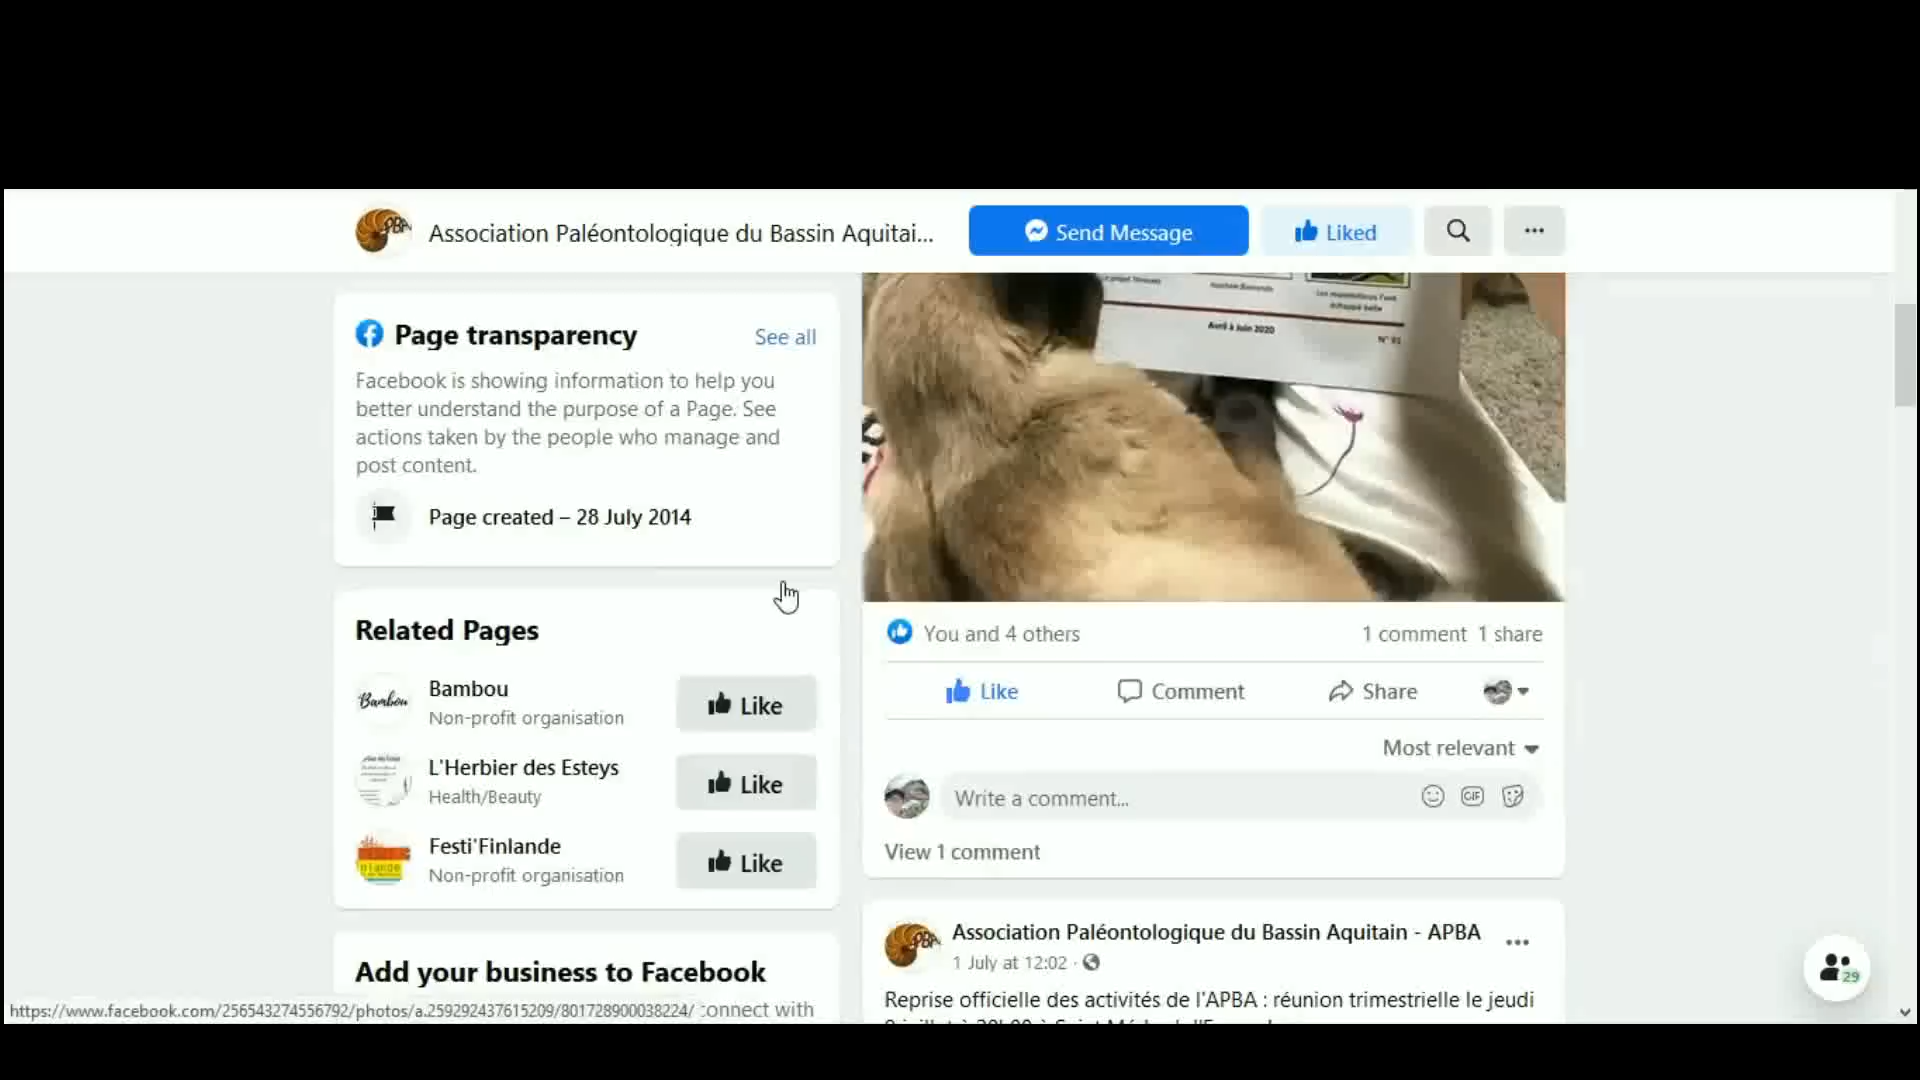 Association Paléontologique du Bassin Aquitai...
Send Message
Liked
Page transparency
See all
Facebook is showing information to help you
better understand the purpose of a Page. See
actions taken by the people who manage and
post content.
Page created – 28 July 2014
Related Pages
Bambou
Bambou
Non-profit organisation
Like
L'Herbier des Esteys
Health/Beauty
Like
Festi'Finlande
Non-profit organisation
Like
Add your business to Facebook
connect with
https://www.facebook.com/256543274556792/photos/a.259292437615209/801728900038224/
Avril à Juin 2020
N° 91
You and 4 others
1 comment 1 share
Like
Comment
Share
Most relevant
Write a comment...
GIF
View 1 comment
Association Paléontologique du Bassin Aquitain - APBA
1 July at 12:02
Reprise officielle des activités de l'APBA : réunion trimestrielle le jeudi
29